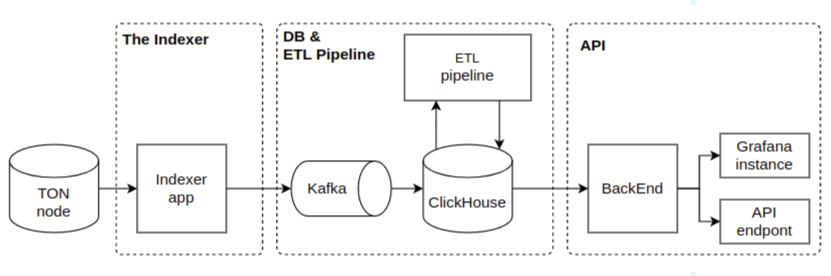 The Indexer
DB &
ETL Pipeline
API
ETL
pipeline
TON
node
Indexer
app
Kafka
ClickHouse
BackEnd
Grafana
instance
API
endpont